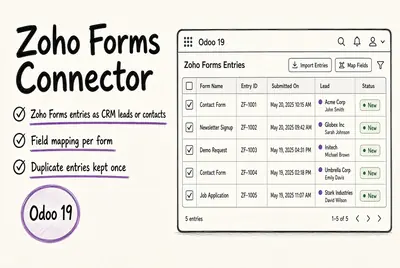 Zoho Forms
Connector
Zoho Forms entries as CRM leads or contacts
Field mapping per form
Duplicate entries kept once
Odoo 19
Odoo 19
Zoho Forms Entries
Import Entries
Map Fields
Form Name Entry ID Submitted On Lead Status
Contact Form ZF-1001 May 20, 2025 10:15 AM Acme Corp New
John Smith
Newsletter Signup ZF-1002 May 20, 2025 09:42 AM Globex Inc New
Sarah Johnson
Demo Request ZF-1003 May 19, 2025 04:31 PM Initech New
Michael Brown
Contact Form ZF-1004 May 19, 2025 02:18 PM Umbrella Corp New
Emily Davis
Job Application ZF-1005 May 19, 2025 11:07 AM Stark Industries New
David Wilson
5 entries
1-5 of 5